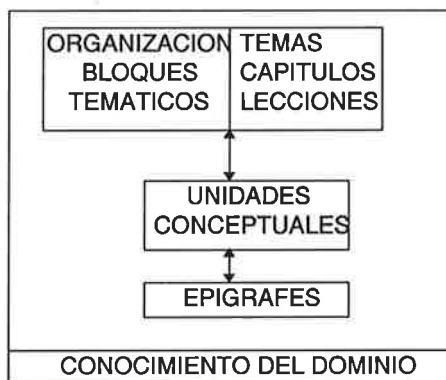 ORGANIZACION
BLOQUES
TEMATICOS
TEMAS
CAPITULOS
LECCIONES
UNIDADES
CONCEPTUALES
EPIGRAFES
CONOCIMIENTO DEL DOMINIO